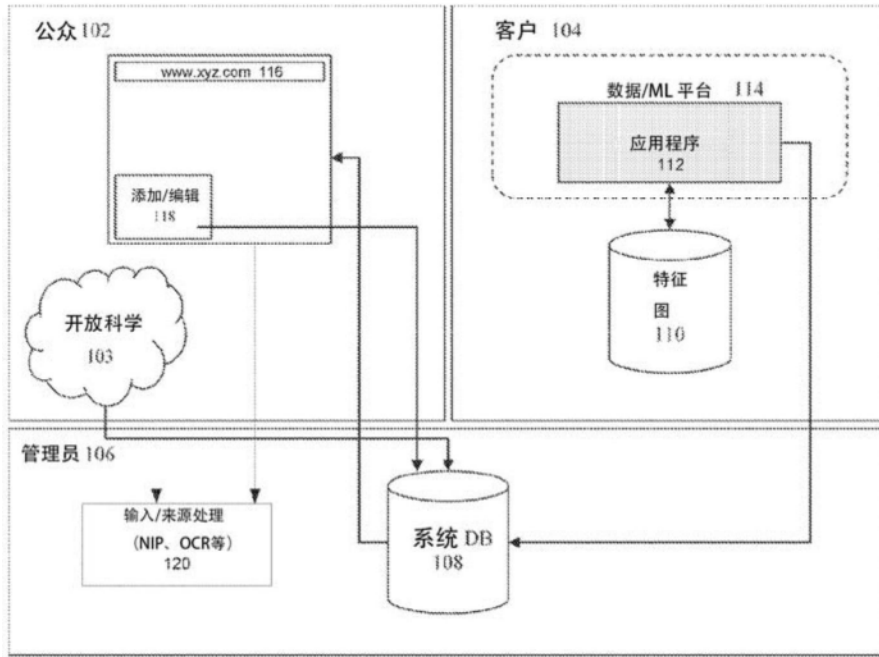 公众 102
www.xyz.com 116
添加/编辑
118
开放科学
103
客户 104
数据/ML 平台 114
应用程序
112
特征
图
110
管理员 106
输入/来源处理
（NIP、OCR等）
120
系统 DB
108